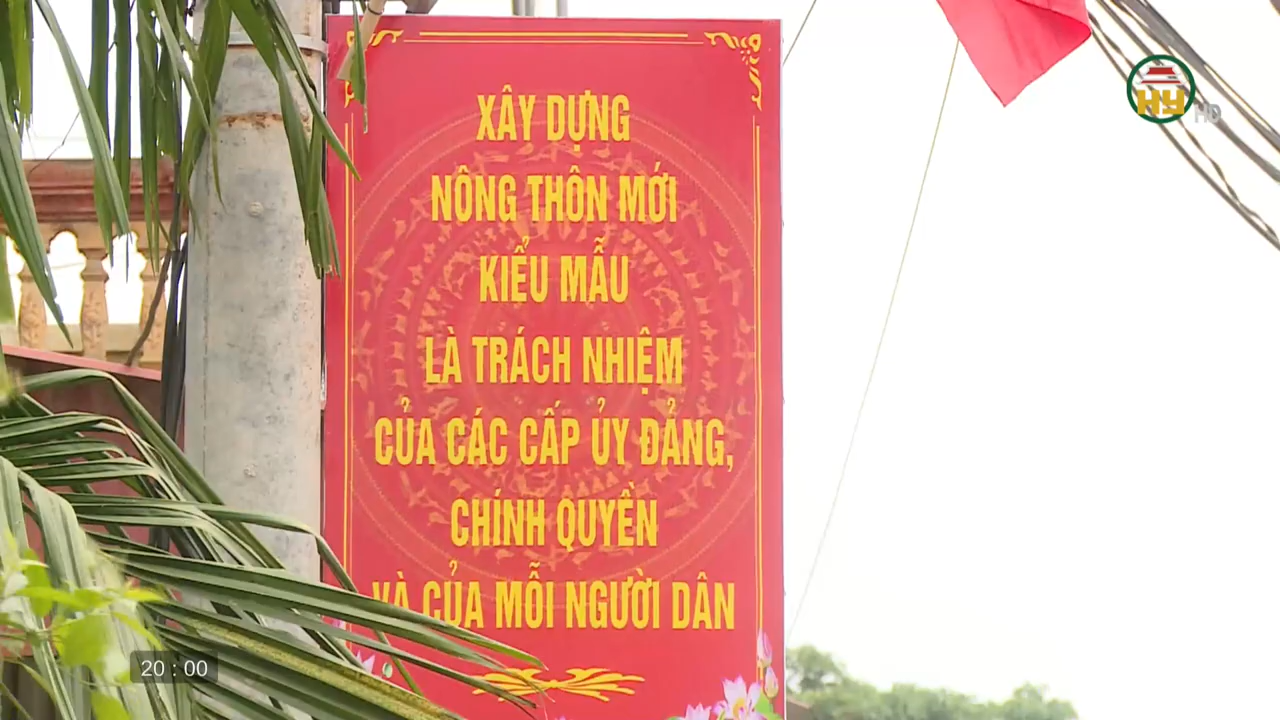 XÂY DỰNG
NÔNG THÔN MỚI
KIỂU MẪU
LÀ TRÁCH NHIỆM
CỦA CÁC CẤP ỦY ĐẢNG,
CHÍNH QUYỀN
VÀ CỦA MỖI NGƯỜI DÂN
HY HD
20 : 00